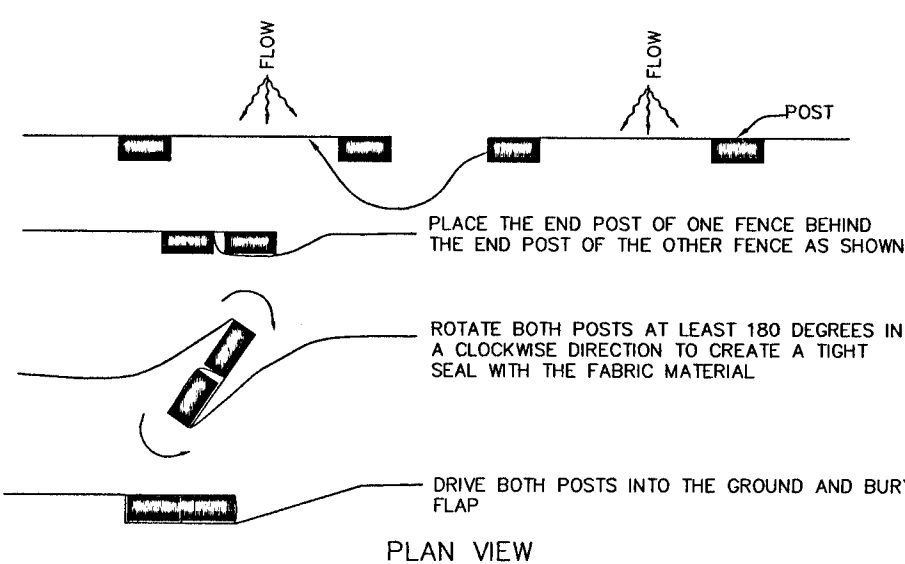 FLOW
FLOW
POST
PLACE THE END POST OF ONE FENCE BEHIND
THE END POST OF THE OTHER FENCE AS SHOWN
ROTATE BOTH POSTS AT LEAST 180 DEGREES IN
A CLOCKWISE DIRECTION TO CREATE A TIGHT
SEAL WITH THE FABRIC MATERIAL
DRIVE BOTH POSTS INTO THE GROUND AND BURY
FLAP
PLAN VIEW